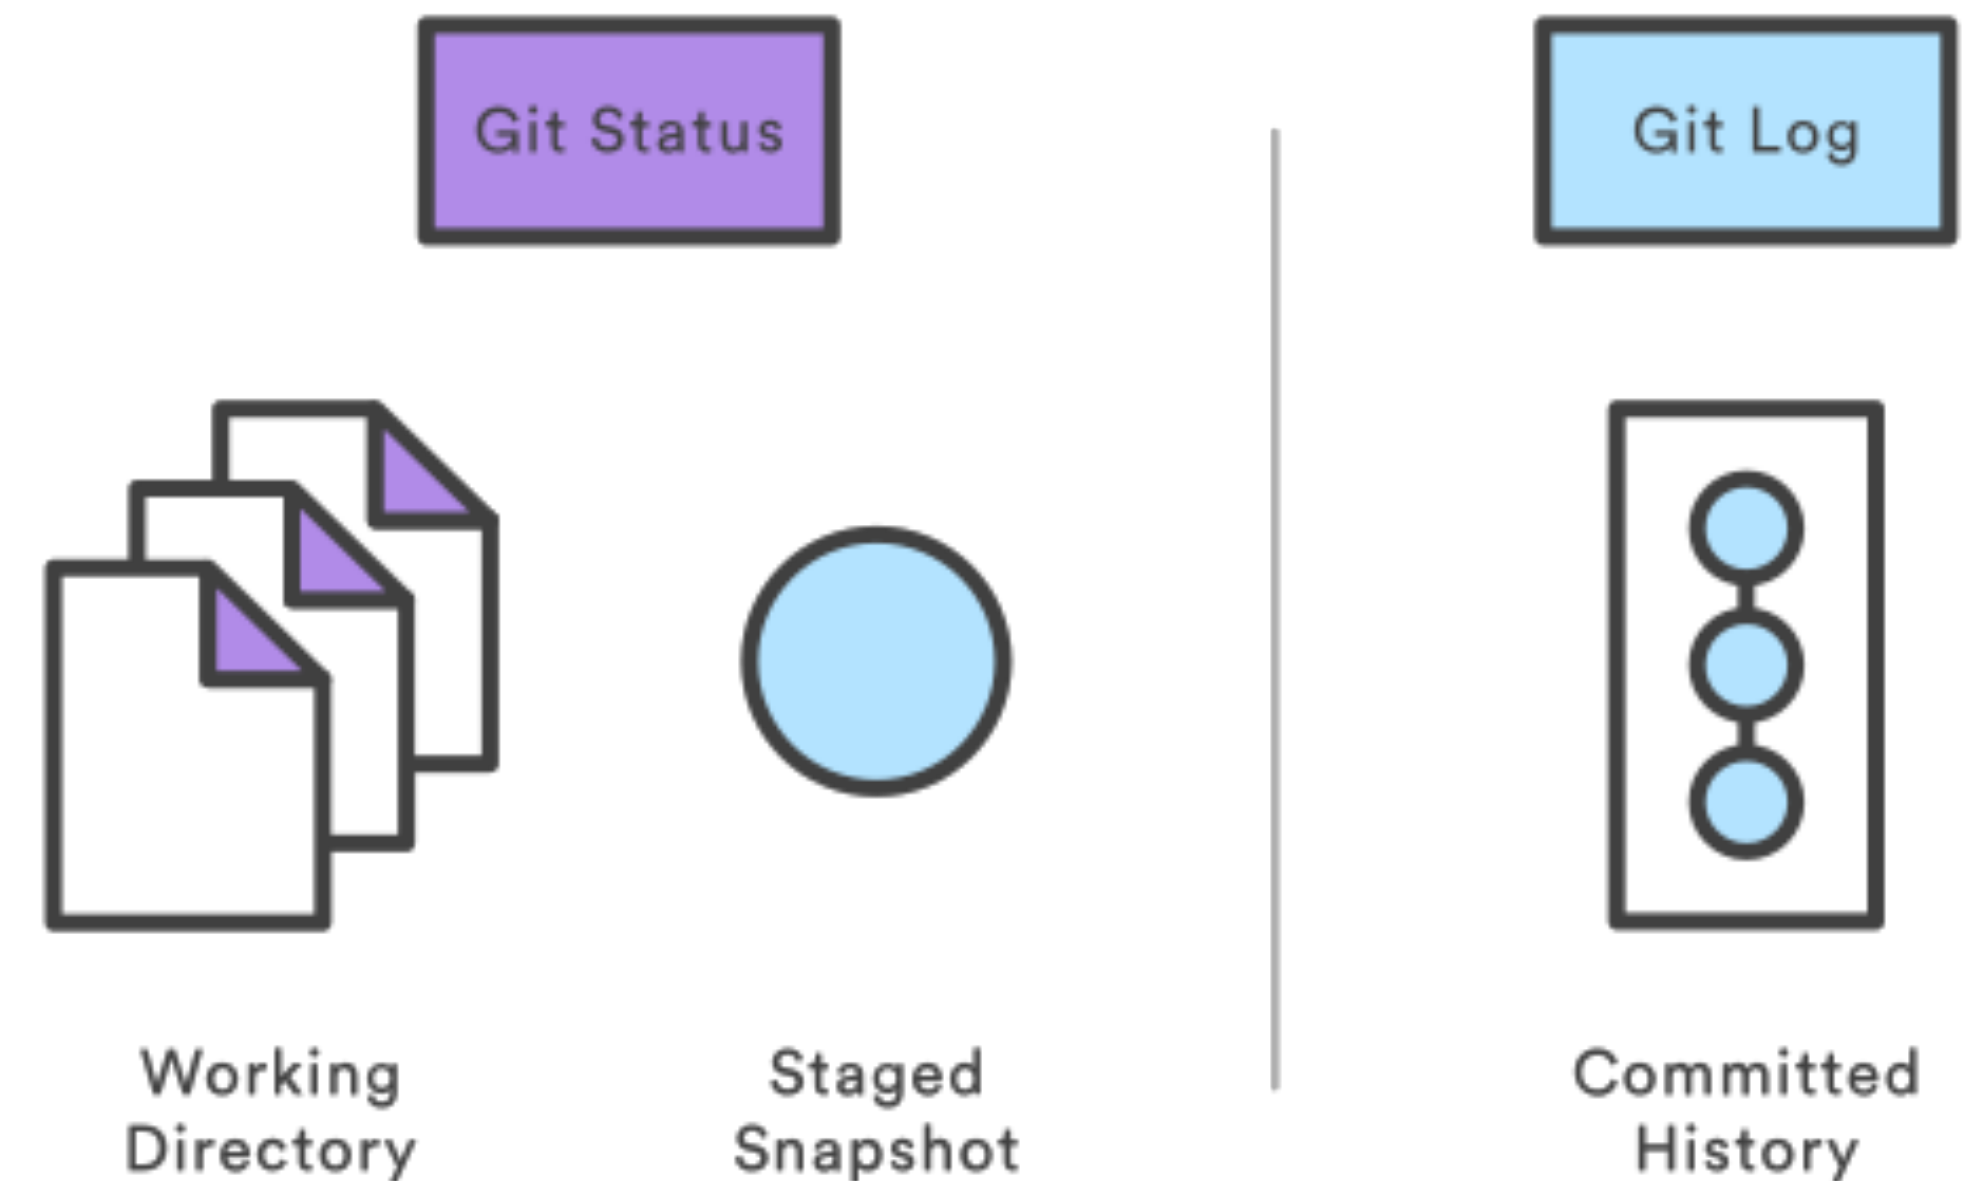 Git Status
Git Log
Working
Directory
Staged
Snapshot
Committed
History